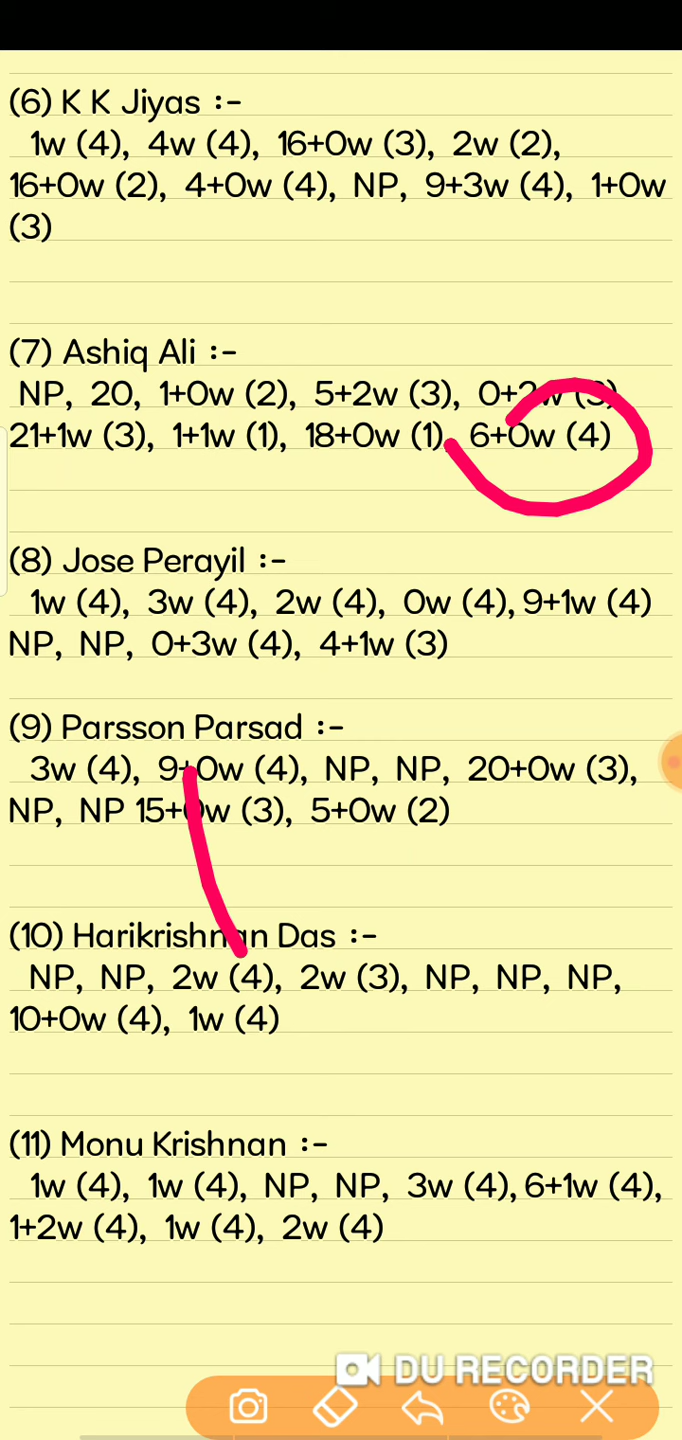 (6) K K Jiyas :-
1w (4), 4w (4), 16+0w (3), 2w (2),
16+0w (2), 4+0w (4), NP, 9+3w (4), 1+0w
(3)
(7) Ashiq Ali :-
NP, 20, 1+0w (2), 5+2w (3), 0+2w (3)
21+1w (3), 1+1w (1), 18+0w (1), 6+0w (4)
(8) Jose Perayil :-
1w (4), 3w (4), 2w (4), 0w (4), 9+1w (4)
NP, NP, 0+3w (4), 4+1w (3)
(9) Parsson Parsad :-
3w (4), 9+0w (4), NP, NP, 20+0w (3),
NP, NP 15+0w (3), 5+0w (2)
(10) Harikrishnan Das :-
NP, NP, 2w (4), 2w (3), NP, NP, NP,
10+0w (4), 1w (4)
(11) Monu Krishnan :-
1w (4), 1w (4), NP, NP, 3w (4), 6+1w (4),
1+2w (4), 1w (4), 2w (4)
DU RECORDER